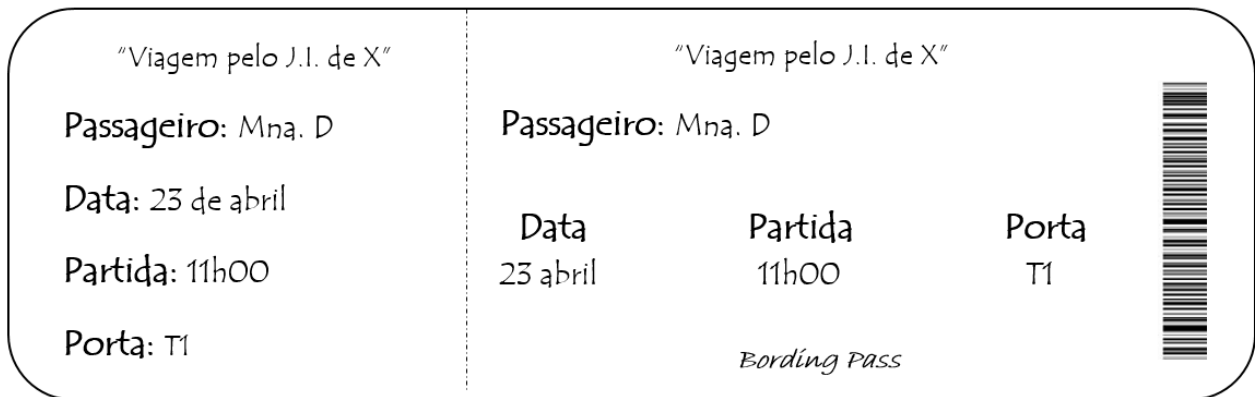 “Viagem pelo J.I. de X”
Passageiro: Mna. D
Data: 23 de abril
Partida: 11h00
Porta: T1
“Viagem pelo J.I. de X”
Passageiro: Mna. D
Data Partida Porta
23 abril 11h00 T1
Bording Pass